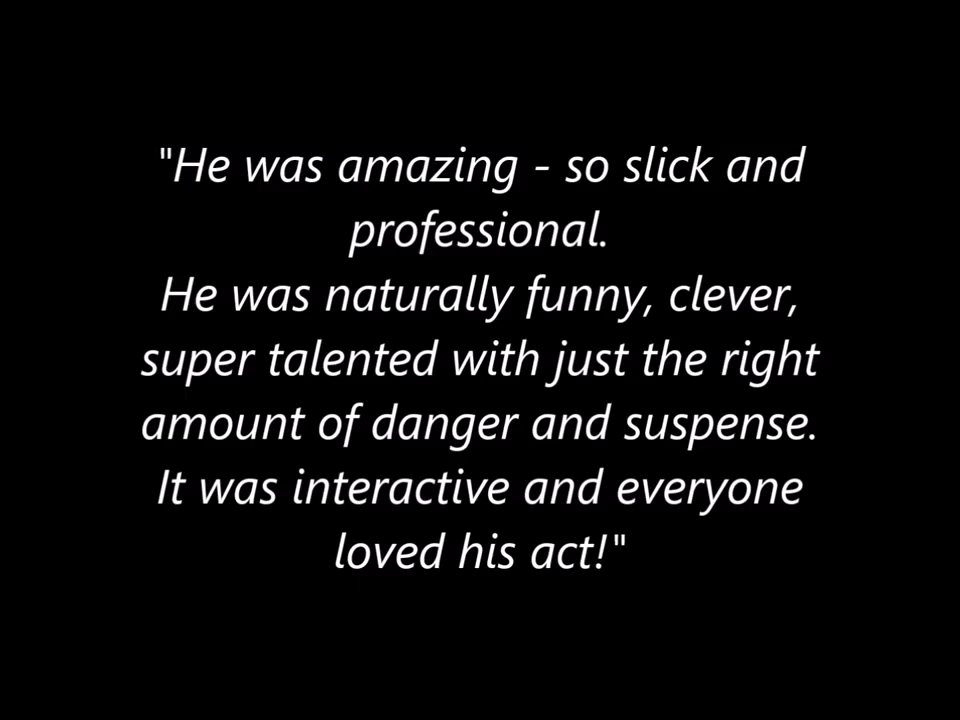 "He was amazing - so slick and
professional.
He was naturally funny, clever,
super talented with just the right
amount of danger and suspense.
It was interactive and everyone
loved his act!"